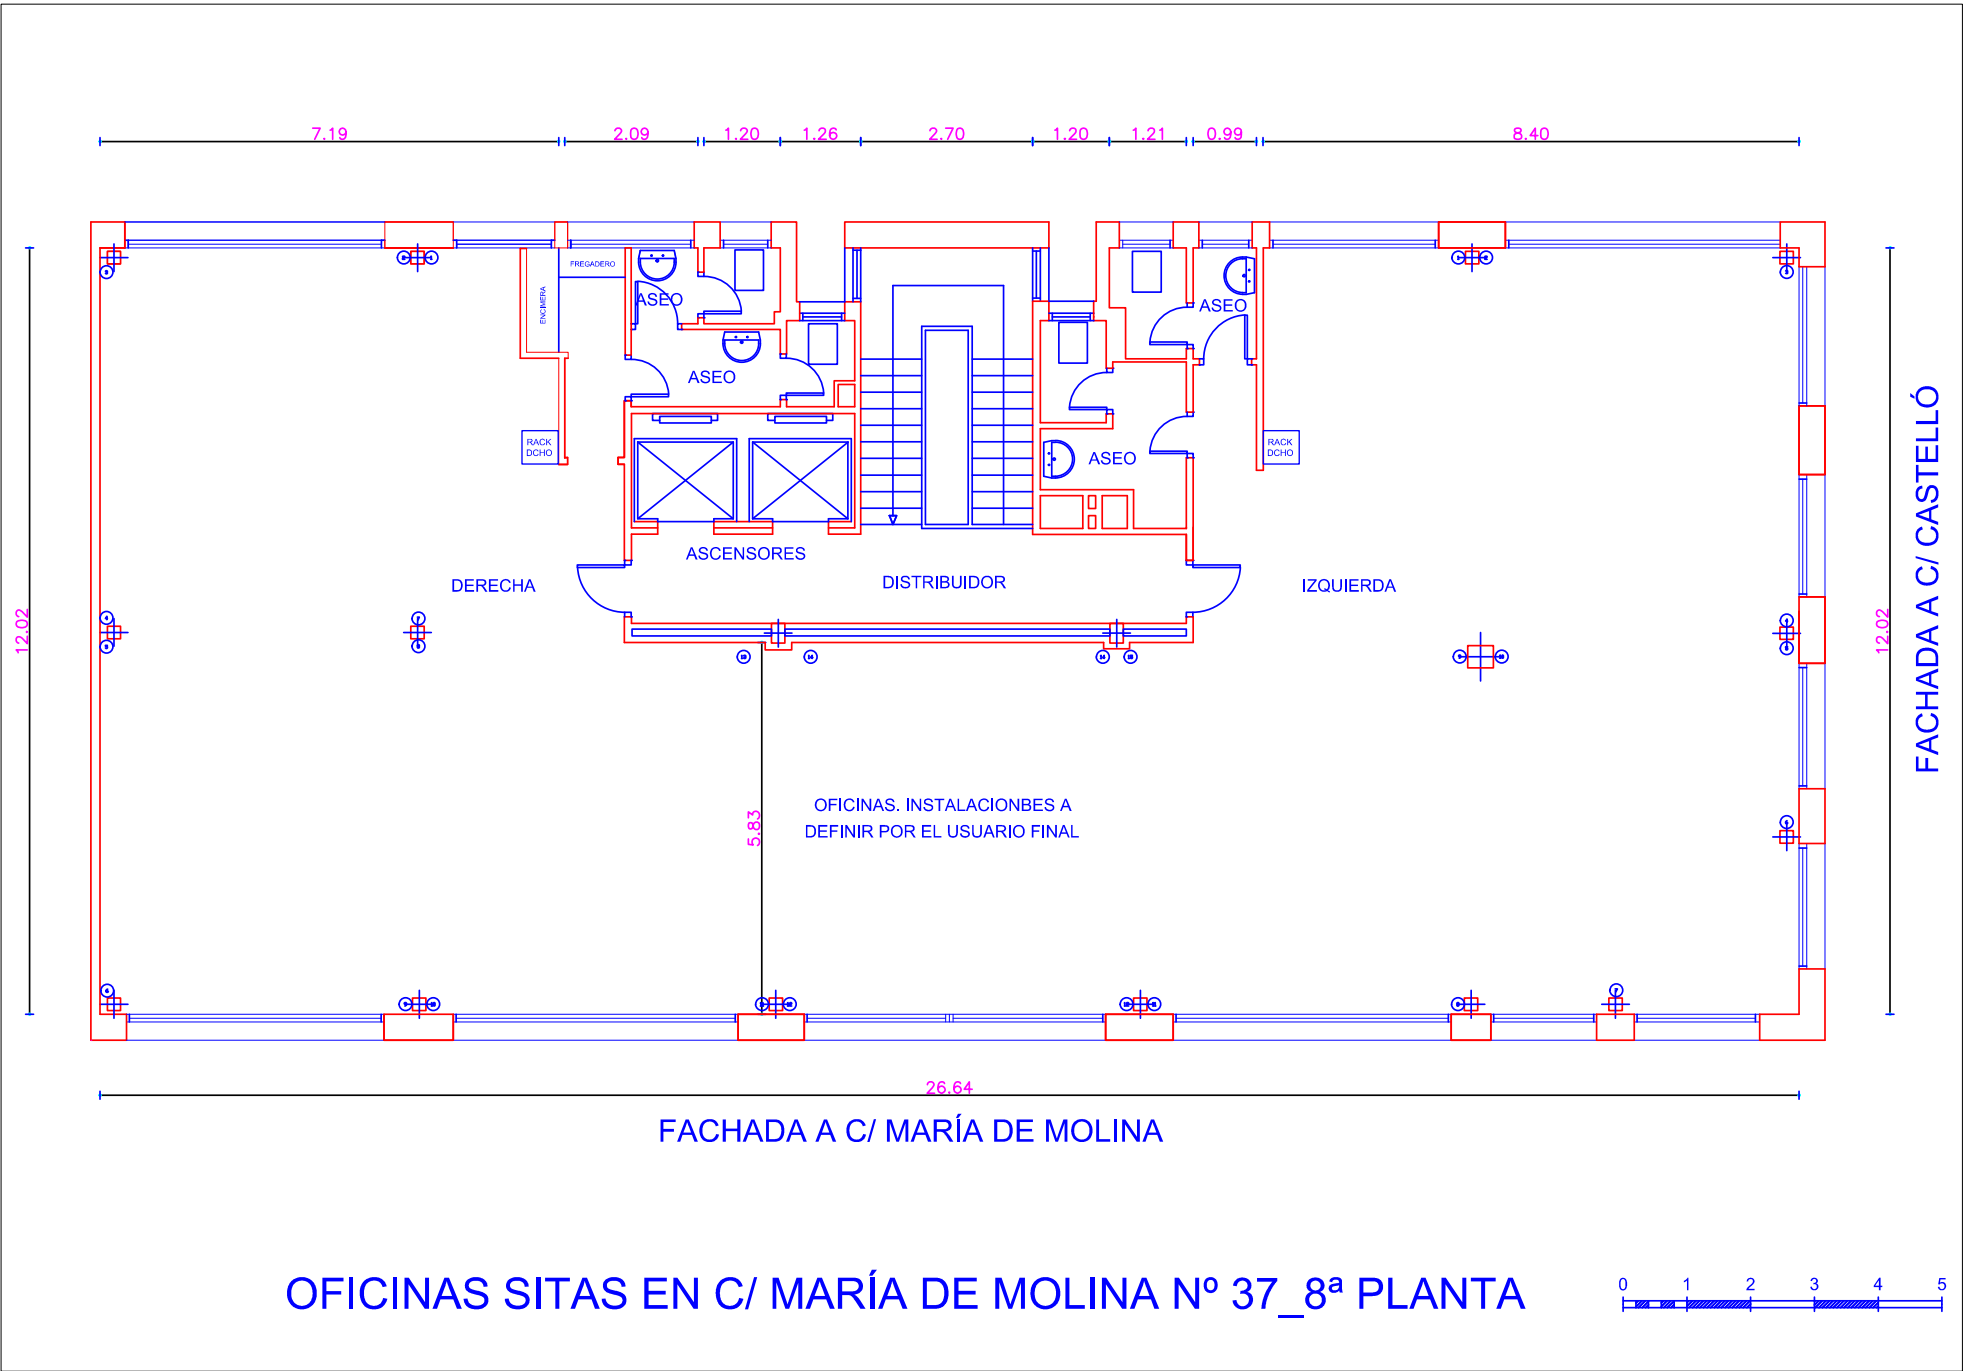 7.19 2.09 1.20 1.26 2.70 1.20 1.21 0.99 8.40
FREGADERO
ENCIMERA
ASEO
ASEO
ASEO
ASEO
RACK
DCHO
RACK
DCHO
ASCENSORES
DISTRIBUIDOR
DERECHA
IZQUIERDA
12.02
12.02
FACHADA A C/ CASTELLÓ
5.83
OFICINAS. INSTALACIONBES A
DEFINIR POR EL USUARIO FINAL
26.64
FACHADA A C/ MARÍA DE MOLINA
OFICINAS SITAS EN C/ MARÍA DE MOLINA Nº 37_8ª PLANTA
0 1 2 3 4 5